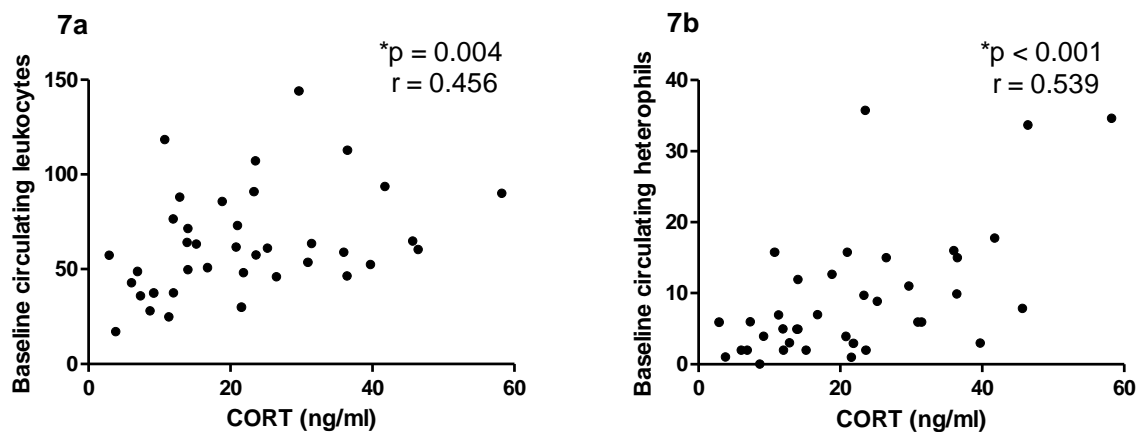 7a
*p = 0.004
r = 0.456
Baseline circulating leukocytes
150
100
50
0
0 20 40 60
CORT (ng/ml)
7b
*p < 0.001
r = 0.539
Baseline circulating heterophils
40
30
20
10
0
0 20 40 60
CORT (ng/ml)